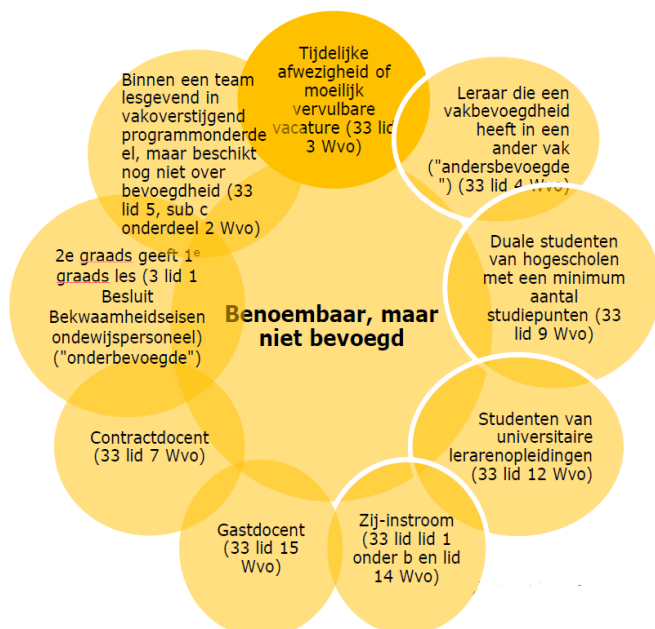 Tijdelijke
afwezigheid of
moeilijk
vervulbare
vacature (33 lid
3 Wvo)
Leraar die een
vakbevoegdheid
heeft in een
ander vak
("andersbevoegde
") (33 lid 4 Wvo)
Duale studenten
van hogescholen
met een minimum
aantal
studiepunten (33
lid 9 Wvo)
Studenten van
universitaire
lerarenopleidingen
(33 lid 12 Wvo)
Zij-instroom
(33 lid lid 1
onder b en lid
14 Wvo)
Gastdocent
(33 lid 15
Wvo)
Contractdocent
(33 lid 7 Wvo)
2e graads geeft 1e
graads les (3 lid 1
Besluit
Bekwaamheidseisen
ondewijspersoneel)
("onderbevoegde")
Binnen een team
lesgevend in
vakoverstijgend
programmonderde
el, maar beschikt
nog niet over
bevoegdheid (33
lid 5, sub c
onderdeel 2 Wvo)
Benoembaar, maar
niet bevoegd